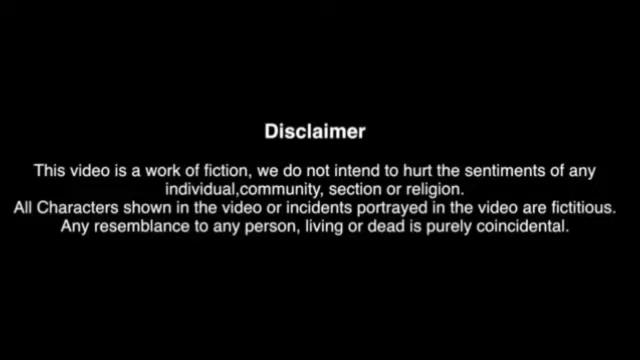 Disclaimer
This video is a work of fiction, we do not intend to hurt the sentiments of any
individual,community, section or religion.
All Characters shown in the video or incidents portrayed in the video are fictitious.
Any resemblance to any person, living or dead is purely coincidental.